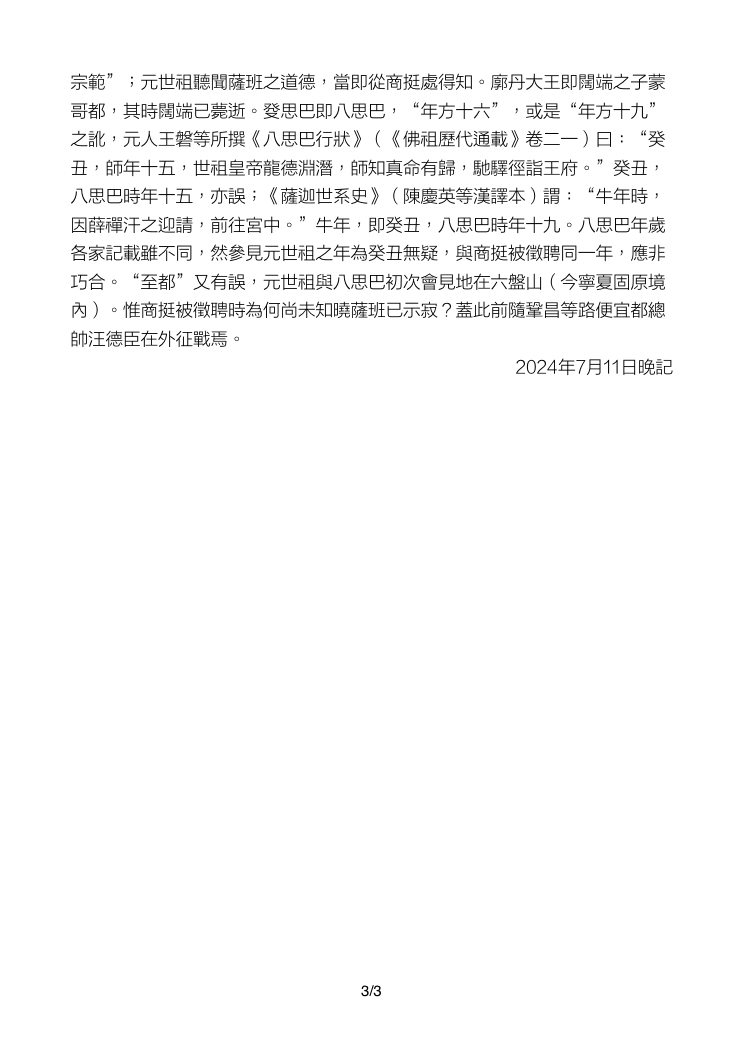 宗範”；元世祖聽聞薩班之道德，當即從商挺處得知。廓丹大王即闊端之子蒙
哥都，其時闊端已薨逝。癹思巴即八思巴，“年方十六”，或是“年方十九”
之訛，元人王磐等所撰《八思巴行狀》（《佛祖歷代通載》卷二一）曰：“癸
丑，師年十五，世祖皇帝龍德淵潛，師知真命有歸，馳驛徑詣王府。”癸丑，
八思巴時年十五，亦誤；《薩迦世系史》（陳慶英等漢譯本）謂：“牛年時，
因薛禪汗之迎請，前往宮中。”牛年，即癸丑，八思巴時年十九。八思巴年歲
各家記載雖不同，然參見元世祖之年為癸丑無疑，與商挺被徵聘同一年，應非
巧合。“至都”又有誤，元世祖與八思巴初次會見地在六盤山（今寧夏固原境
內）。惟商挺被徵聘時為何尚未知曉薩班已示寂？蓋此前隨鞏昌等路便宜都總
帥汪德臣在外征戰焉。
2024年7月11日晚記
3/3